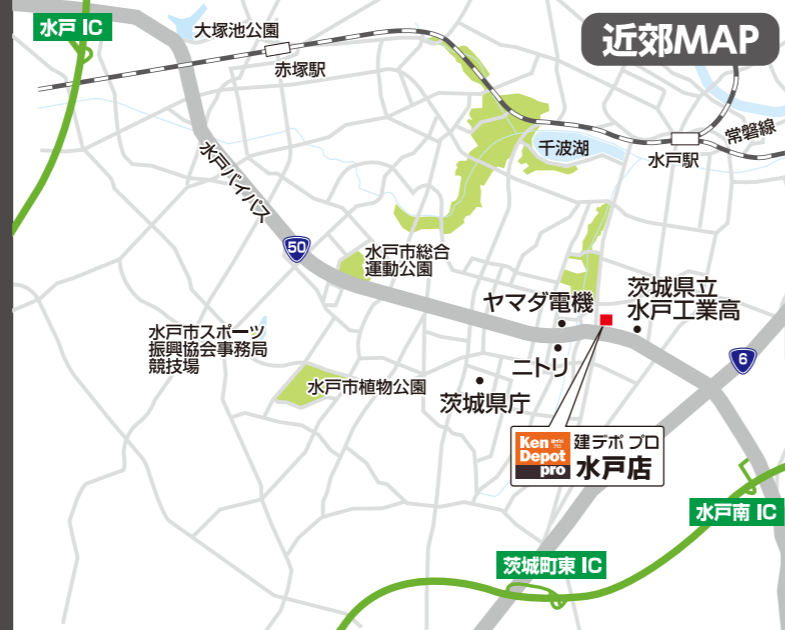 水戸 IC
大塚池公園
近郊MAP
赤塚駅
常磐線
千波湖
水戸駅
水戸バイパス
50
水戸市総合
運動公園
ヤマダ電機
茨城県立
水戸工業高
水戸市スポーツ
振興協会事務局
競技場
ニトリ
6
水戸市植物公園
茨城県庁
Ken
Depot
pro
建デポ プロ
水戸店
水戸南 IC
茨城町東 IC